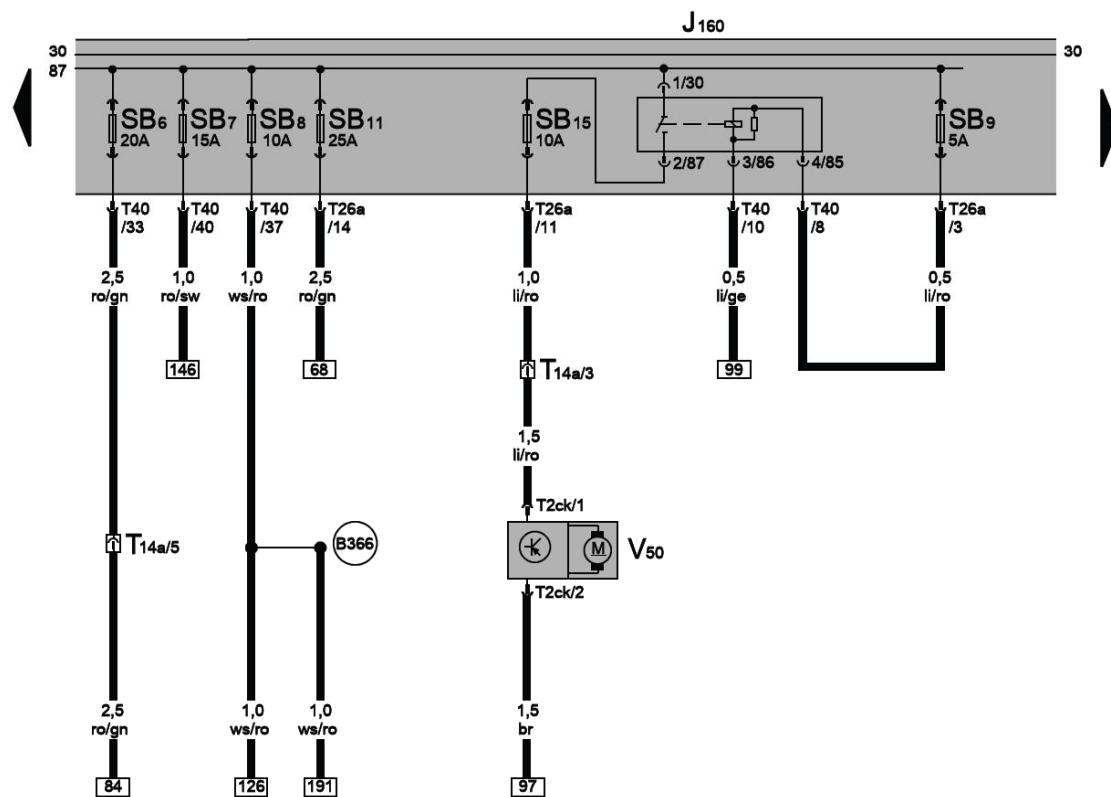 J160
30
30
87
1/30
SB6
20A
SB7
15A
SB8
10A
SB11
25A
SB15
10A
SB9
5A
2/87
3/86
4/85
T40
/33
T40
/40
T40
/37
T26a
/14
T26a
/11
T40
/10
T40
/8
T26a
/3
2,5
ro/gn
1,0
ro/sw
1,0
ws/ro
2,5
ro/gn
1,0
li/ro
0,5
li/ge
0,5
li/ro
146
68
T14a/3
99
1,5
li/ro
T2ck/1
T14a/5
B366
M
V50
T2ck/2
2,5
ro/gn
1,0
ws/ro
1,0
ws/ro
1,5
br
84
126
191
97